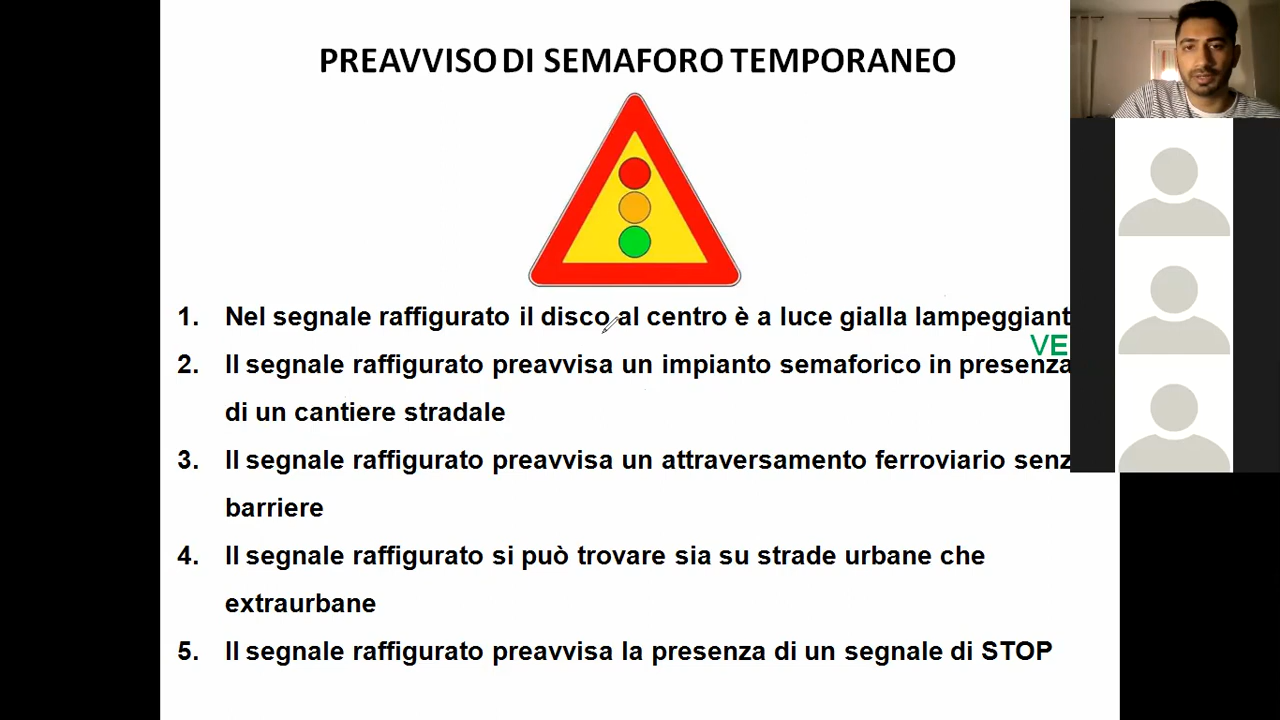 PREAVVISO DI SEMAFORO TEMPORANEO
1. Nel segnale raffigurato il disco al centro è a luce gialla lampeggiant
VE
2. Il segnale raffigurato preavvisa un impianto semaforico in presenza
di un cantiere stradale
3. Il segnale raffigurato preavvisa un attraversamento ferroviario senz
barriere
4. Il segnale raffigurato si può trovare sia su strade urbane che
extraurbane
5. Il segnale raffigurato preavvisa la presenza di un segnale di STOP